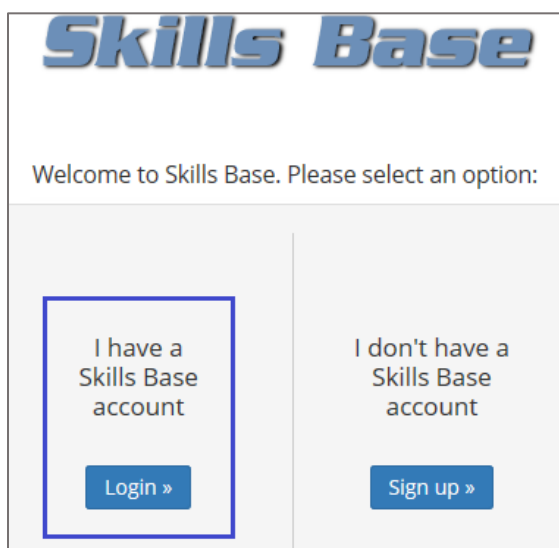 Skills Base
Welcome to Skills Base. Please select an option:
I have a
Skills Base
account
Login »
I don't have a
Skills Base
account
Sign up »